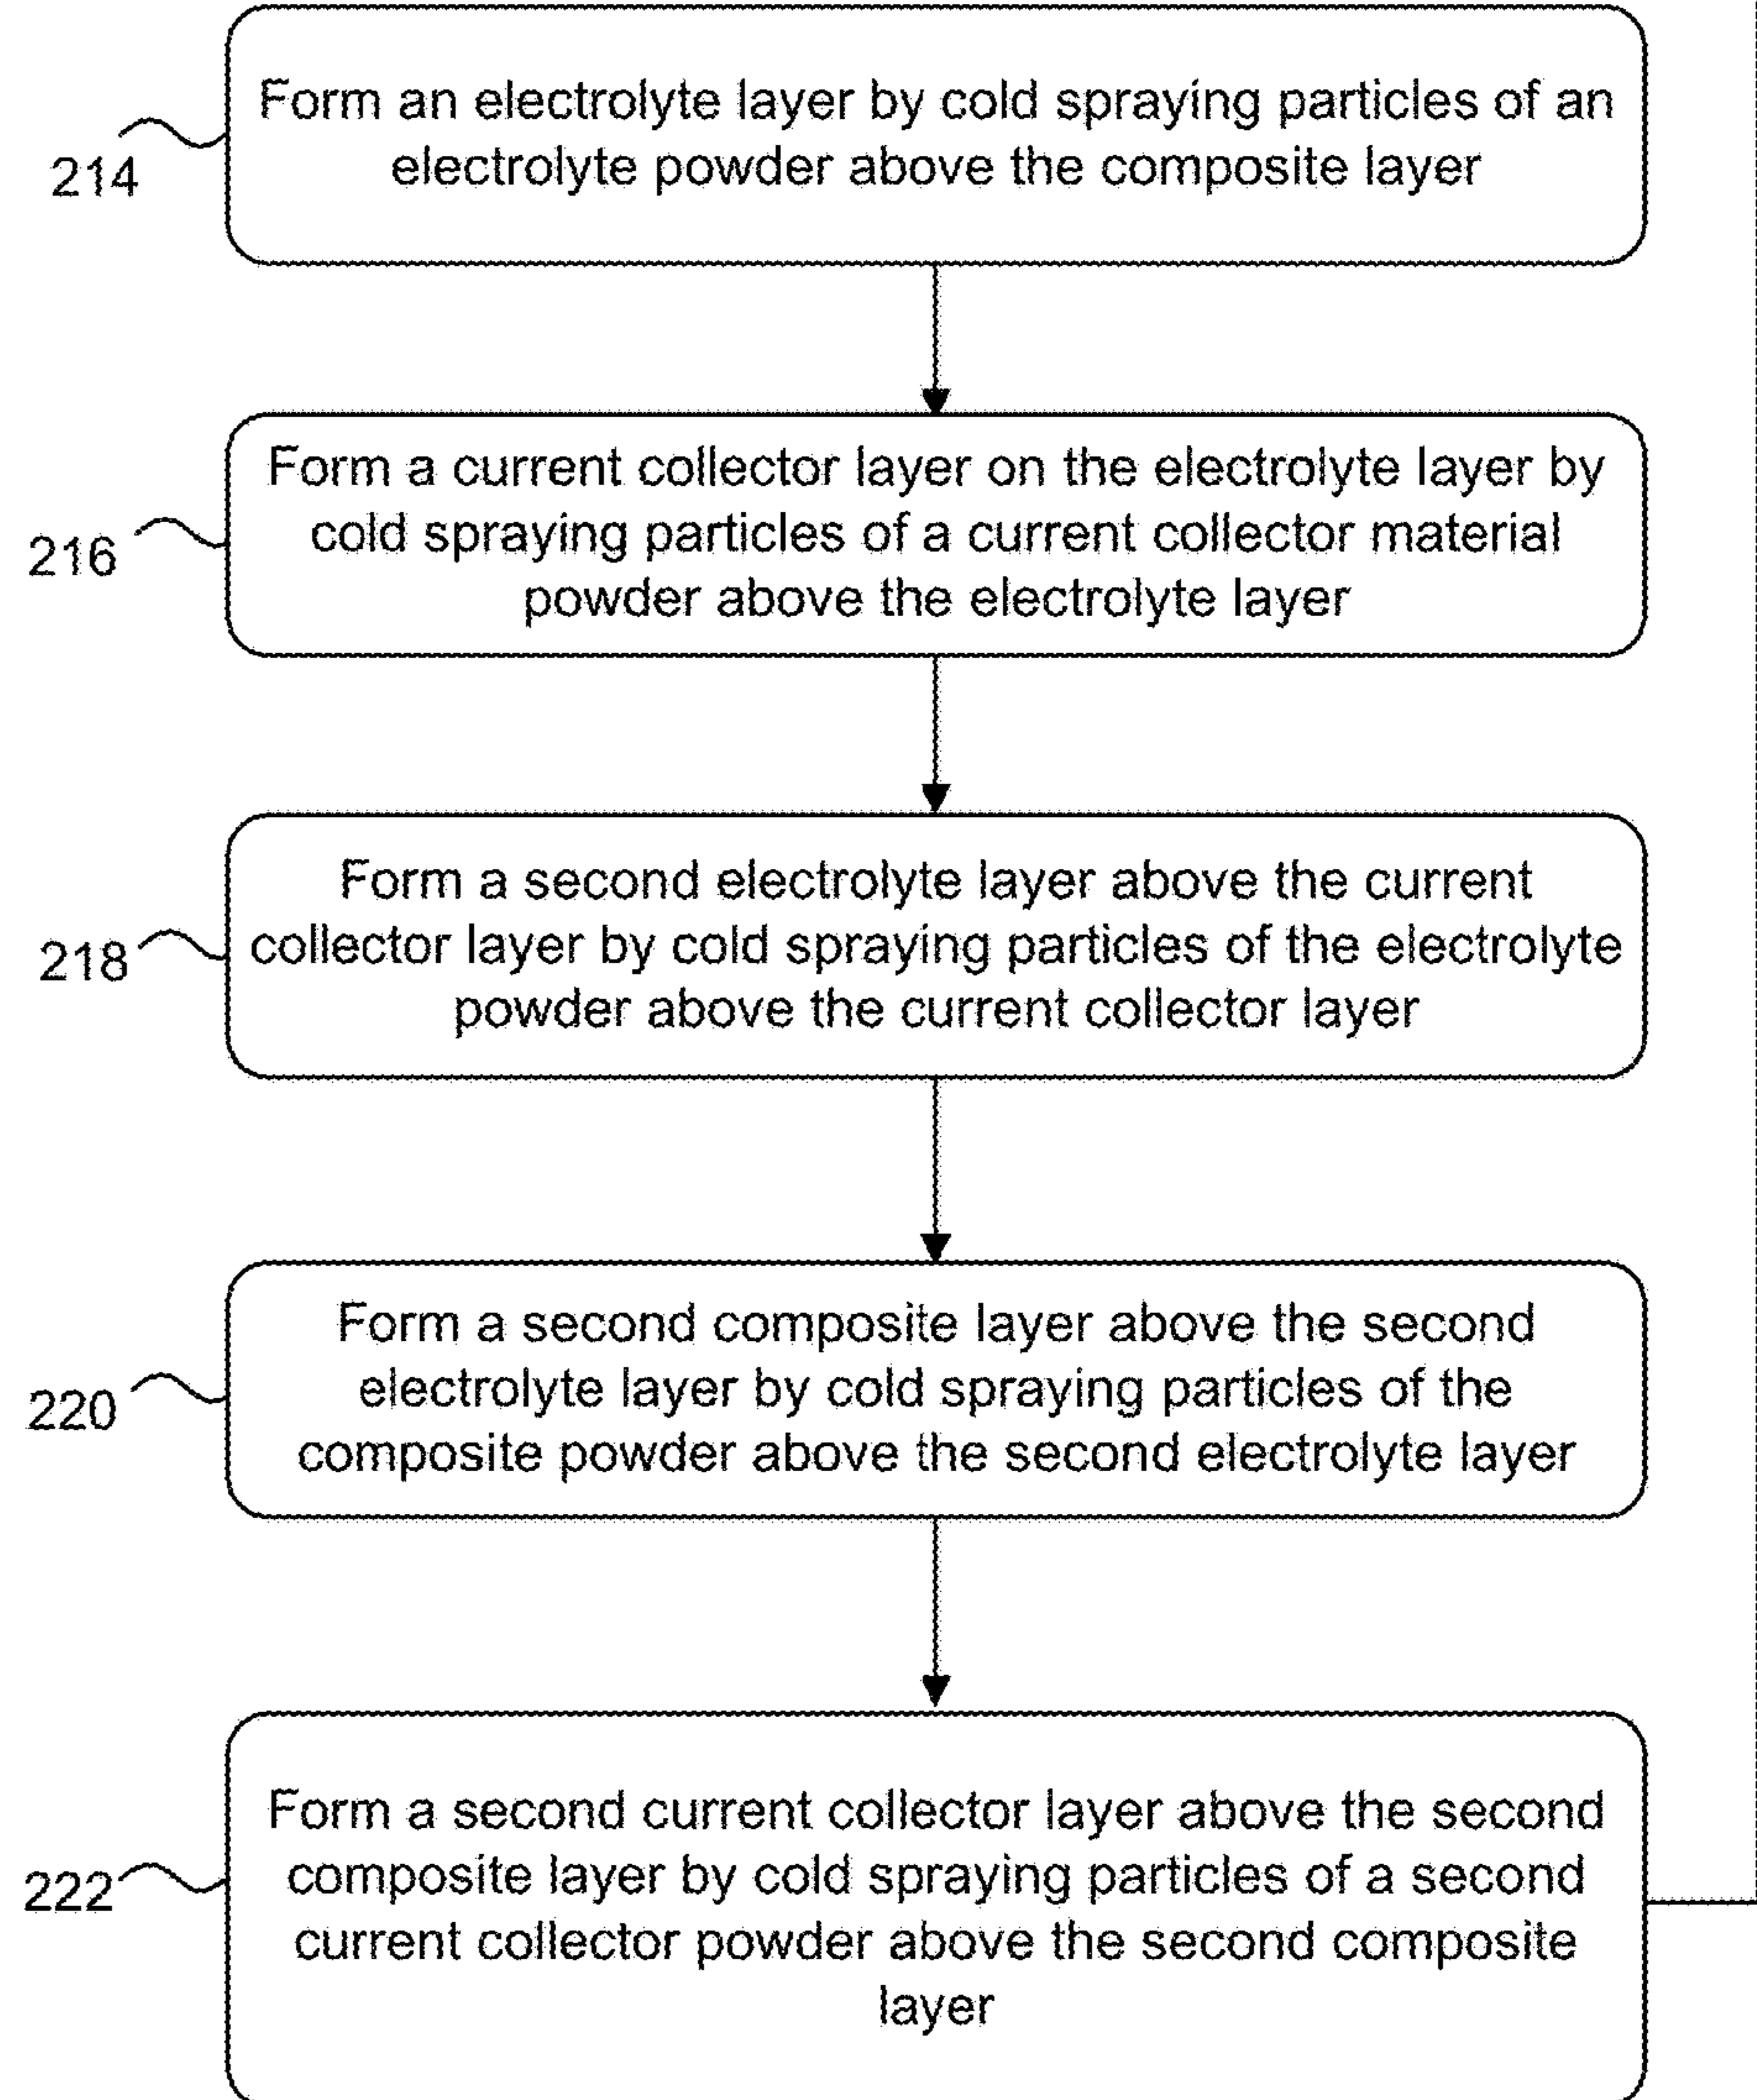 Form an electrolyte layer by cold spraying particles of an
electrolyte powder above the composite layer
214
Form a current collector layer on the electrolyte layer by
cold spraying particles of a current collector material
powder above the electrolyte layer
216
Form a second electrolyte layer above the current
collector layer by cold spraying particles of the electrolyte
powder above the current collector layer
218
Form a second composite layer above the second
electrolyte layer by cold spraying particles of the
composite powder above the second electrolyte layer
220
Form a second current collector layer above the second
composite layer by cold spraying particles of a second
current collector powder above the second composite
layer
222